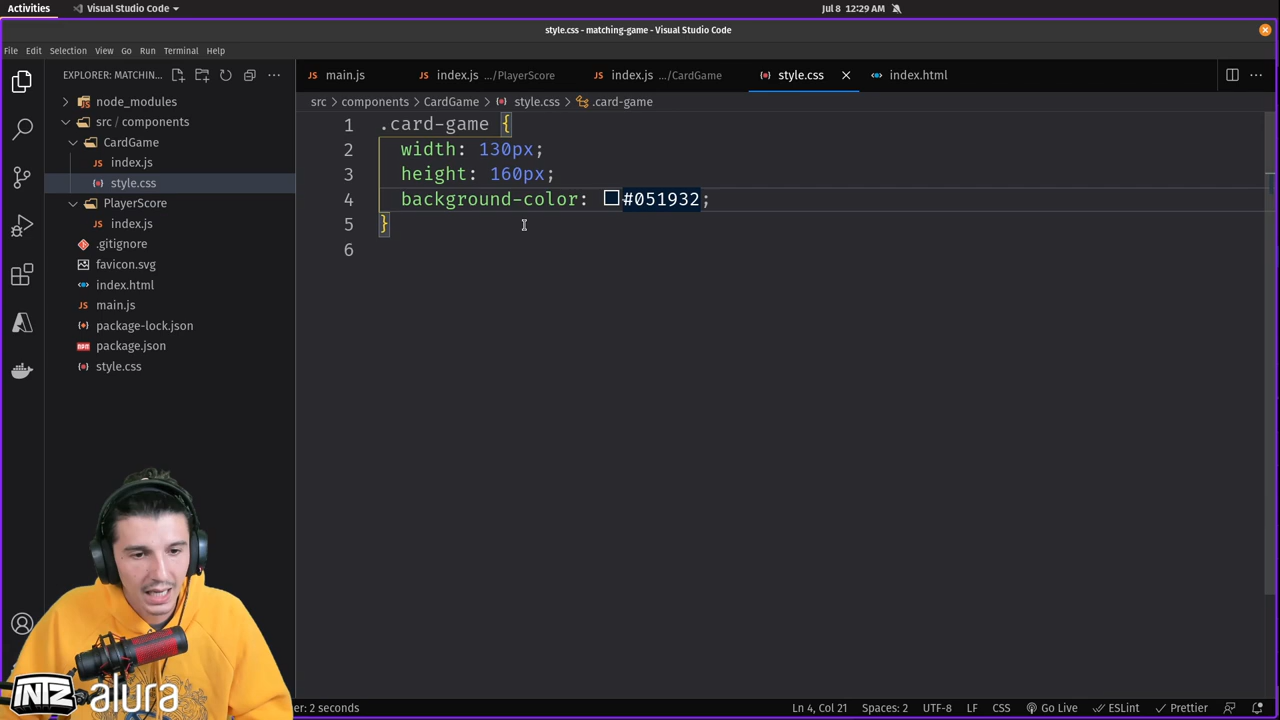 Activities
Visual Studio Code
Jul 8 12:29 AM
style.css - matching-game - Visual Studio Code
File Edit Selection View Go Run Terminal Help
EXPLORER: MATCHIN...
main.js
index.js .../PlayerScore
index.js .../CardGame
style.css
index.html
src > components > CardGame > style.css > .card-game
node_modules
src / components
CardGame
index.js
style.css
PlayerScore
index.js
.gitignore
favicon.svg
index.html
main.js
package-lock.json
package.json
style.css
1 .card-game {
2 width: 130px;
3 height: 160px;
4 background-color: #051932;
5 }
6
INTZ alura
er: 2 seconds
Ln 4, Col 21
Spaces: 2
UTF-8
LF
CSS
Go Live
ESLint
Prettier